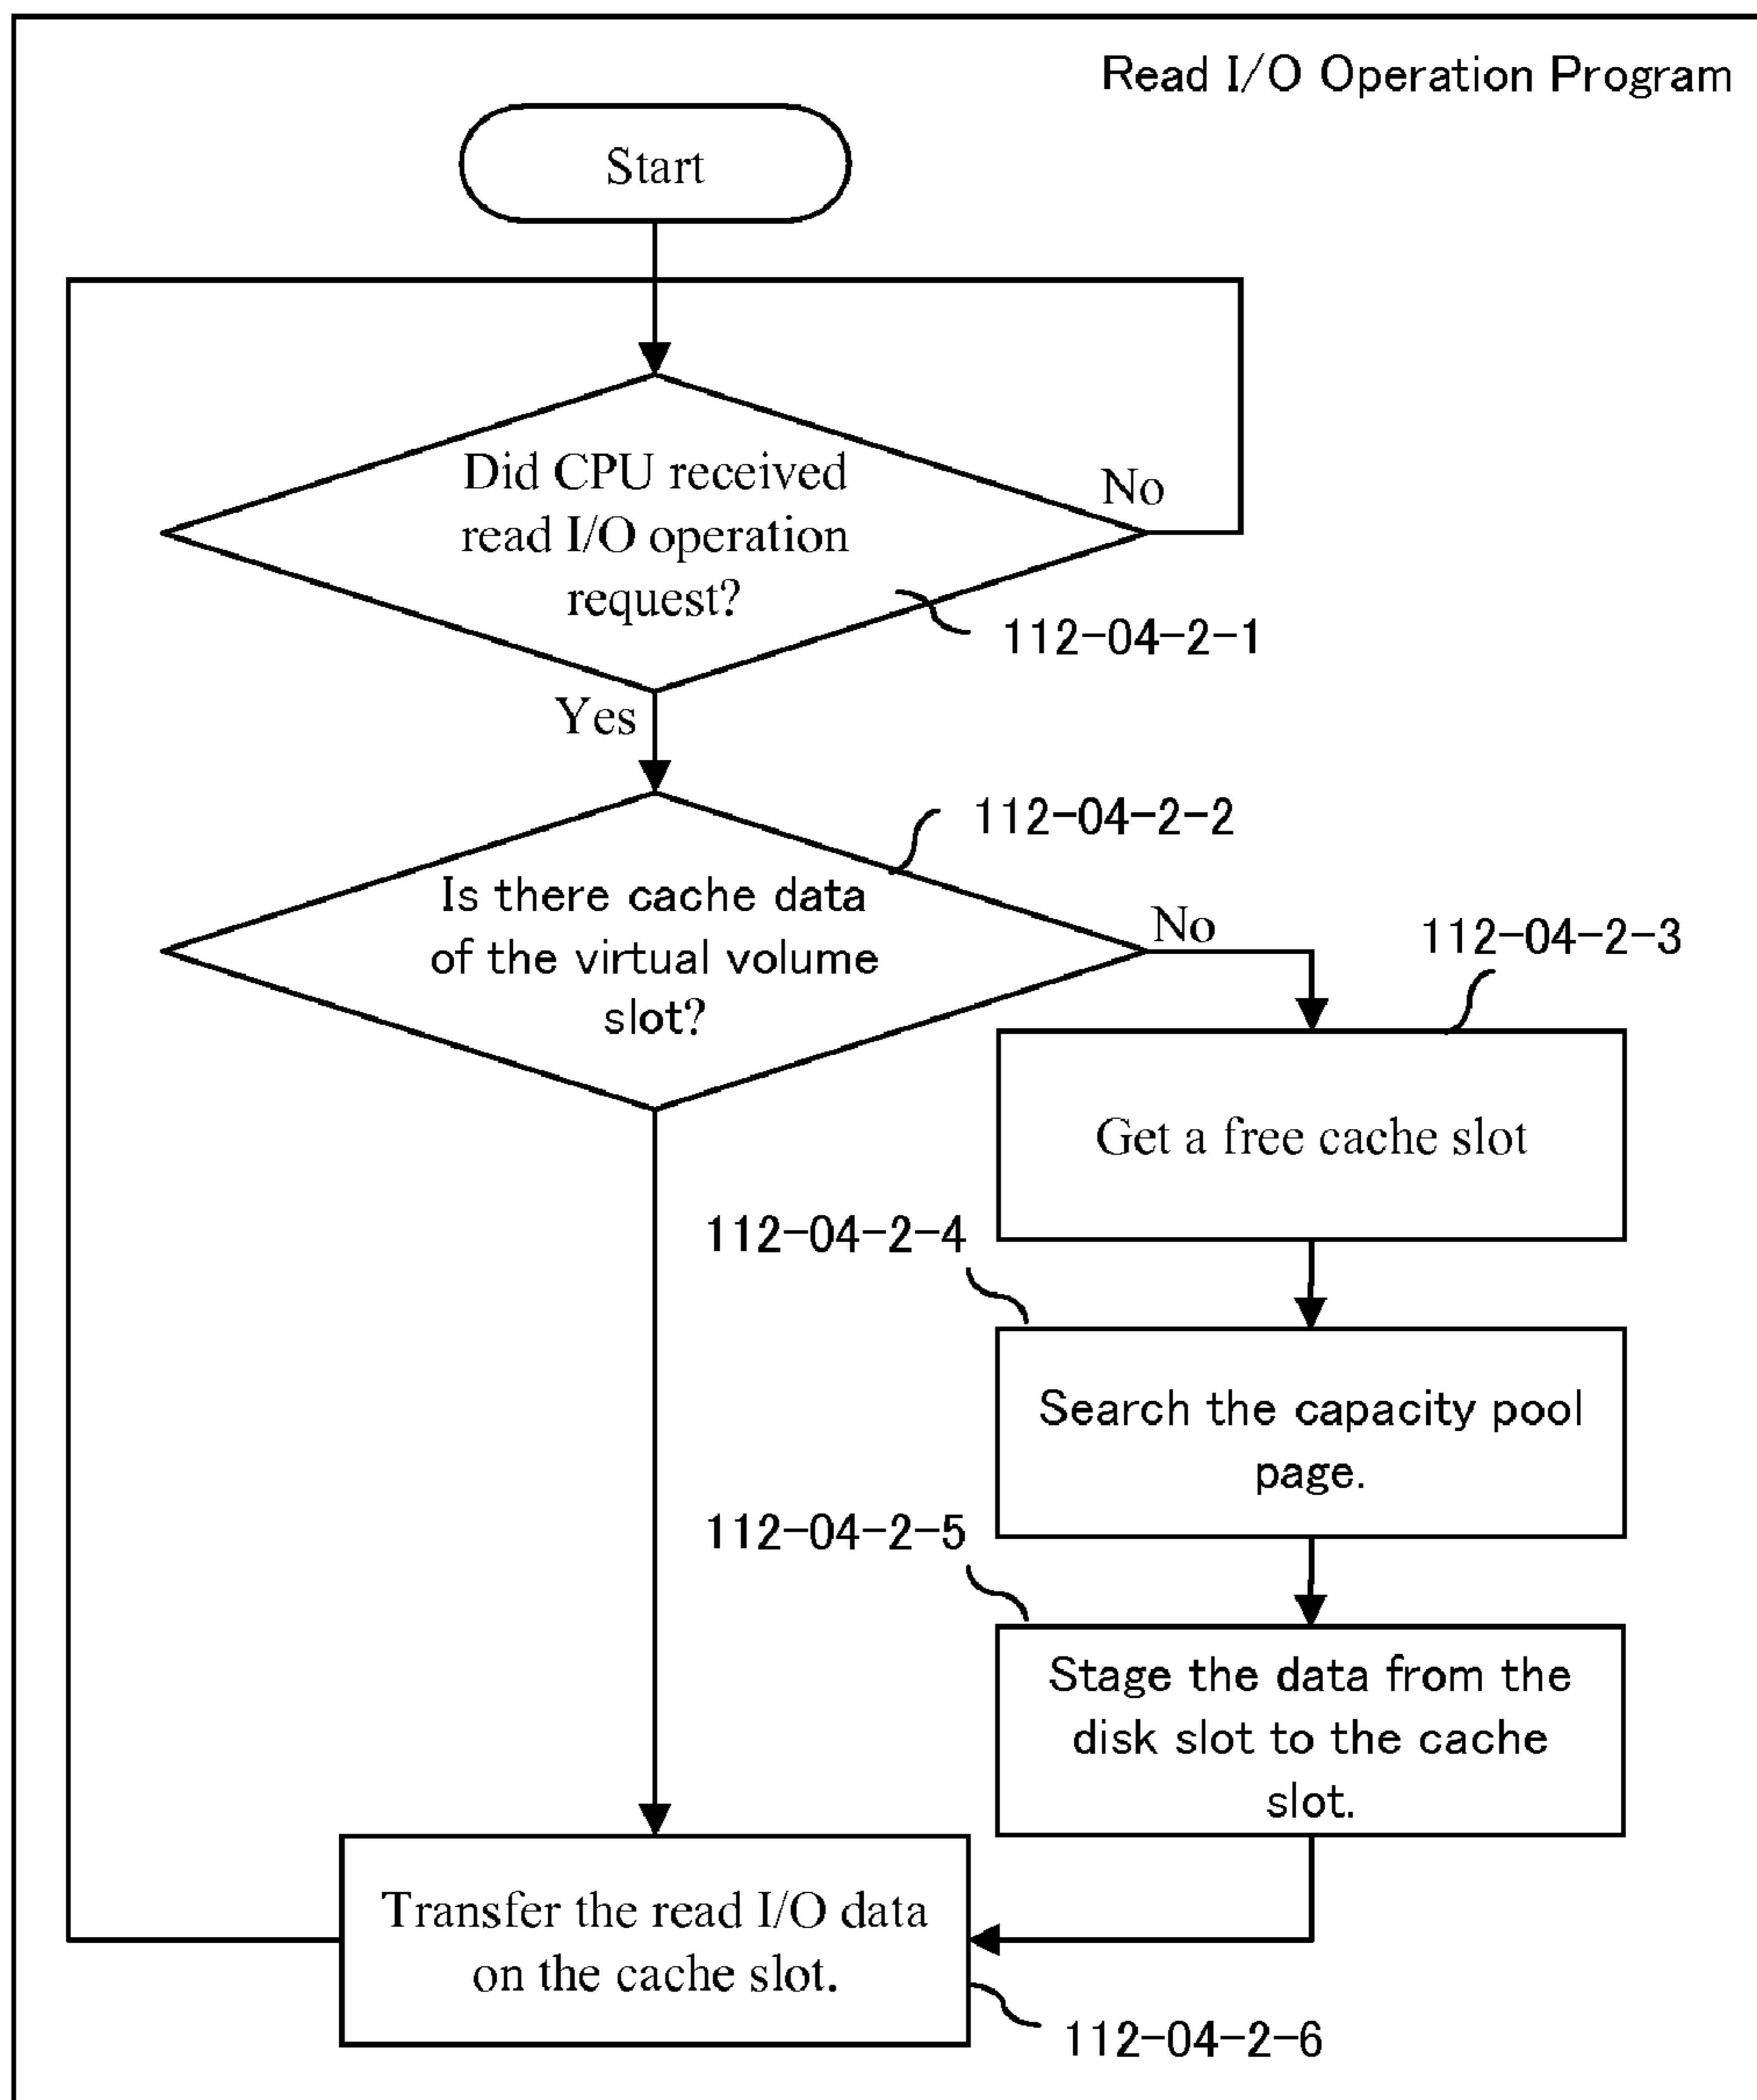 Read I/O Operation Program
Start
Did CPU received
read I/O operation
request?
No
112-04-2-1
Yes
112-04-2-2
Is there cache data
of the virtual volume
slot?
No
112-04-2-3
Get a free cache slot
112-04-2-4
Search the capacity pool
page.
112-04-2-5
Stage the data from the
disk slot to the cache
slot.
Transfer the read I/O data
on the cache slot.
112-04-2-6